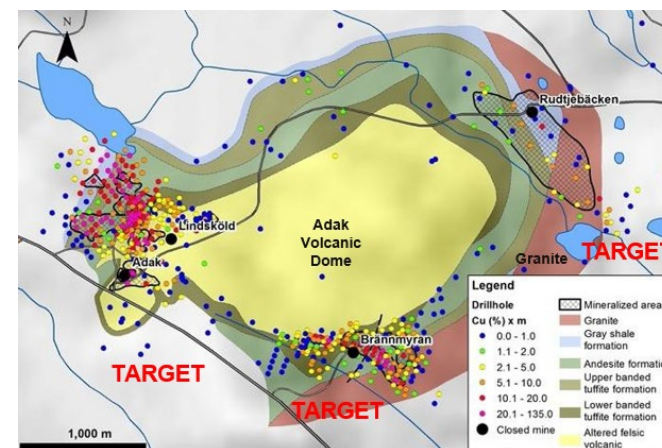 N
Rudtjebäcken
Lindsköld
Adak
Volcanic
Dome
Adak
Granite
TARGET
Brännmyran
TARGET
TARGET
1,000 m
Legend
Drillhole
Cu (%) x m
0.0 - 1.0
1.1 - 2.0
2.1 - 5.0
5.1 - 10.0
10.1 - 20.0
20.1 - 135.0
Closed mine
Mineralized area
Granite
Gray shale
formation
Andesite formation
Upper banded
tuffite formation
Lower banded
tuffite formation
Altered felsic
volcanic